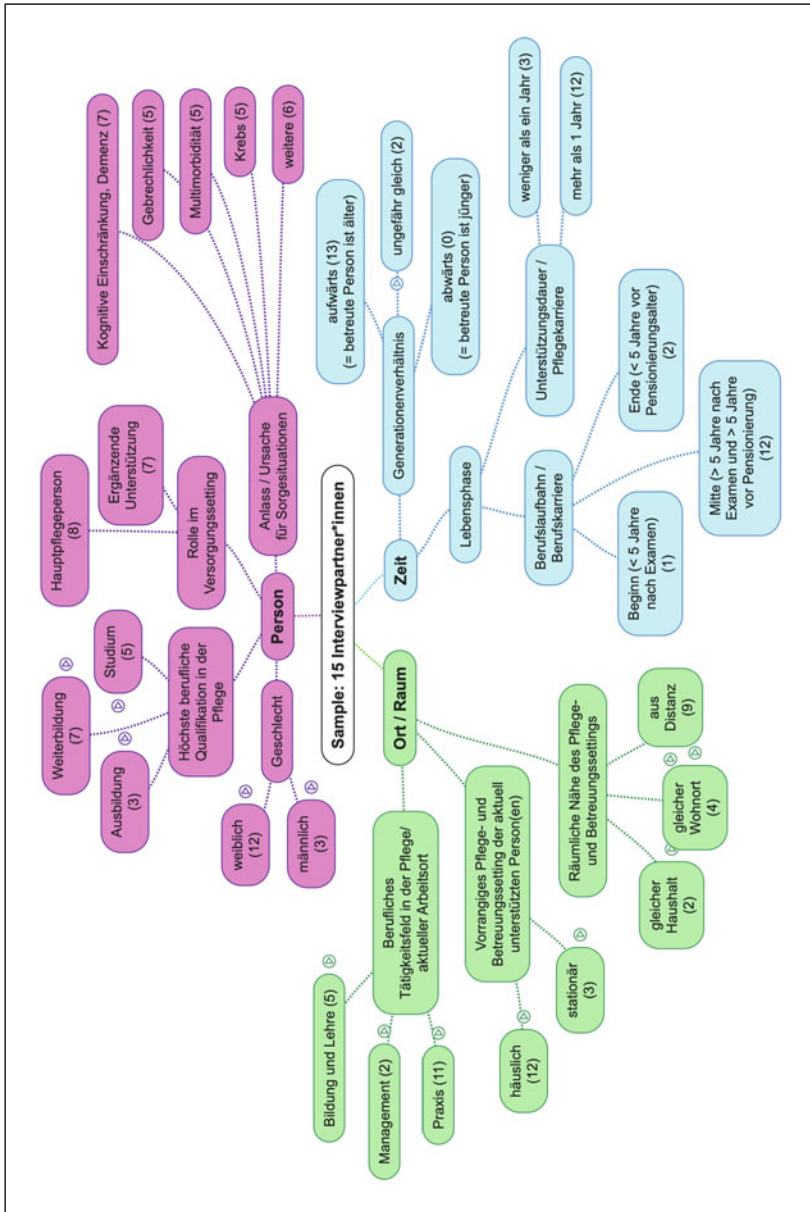 Sample: 15 Interviewpartner*innen
Person
Geschlecht
weiblich
(12)
männlich
(3)
Höchste berufliche
Qualifikation in der
Pflege
Ausbildung
(3)
Weiterbildung
(7)
Studium
(5)
Rolle im
Versorgungssetting
Hauptpflegeperson
(8)
Ergänzende
Unterstützung
(7)
Anlass / Ursache
für Sorgesituationen
Kognitive Einschränkung, Demenz (7)
Gebrechlichkeit (5)
Multimorbidität (5)
Krebs (5)
weitere (6)
Ort / Raum
Berufliches
Tätigkeitsfeld in der Pflege/
aktueller Arbeitsort
Bildung und Lehre (5)
Management (2)
Praxis (11)
Vorrangiges Pflege- und
Betreuungssetting der aktuell
unterstützten Person(en)
häuslich
(12)
stationär
(3)
Räumliche Nähe des Pflege-
und Betreuungssettings
gleicher
Haushalt
(2)
gleicher
Wohnort
(4)
aus
Distanz
(9)
Zeit
Generationenverhältnis
aufwärts (13)
(= betreute Person ist älter)
ungefähr gleich (2)
abwärts (0)
(= betreute Person ist jünger)
Lebensphase
Berufslaufbahn /
Berufskarriere
Beginn (< 5 Jahre
nach Examen)
(1)
Mitte (> 5 Jahre nach
Examen und > 5 Jahre
vor Pensionierung)
(12)
Ende (< 5 Jahre vor
Pensionierungsalter)
(2)
Unterstützungsdauer /
Pflegekarriere
weniger als ein Jahr (3)
mehr als 1 Jahr (12)